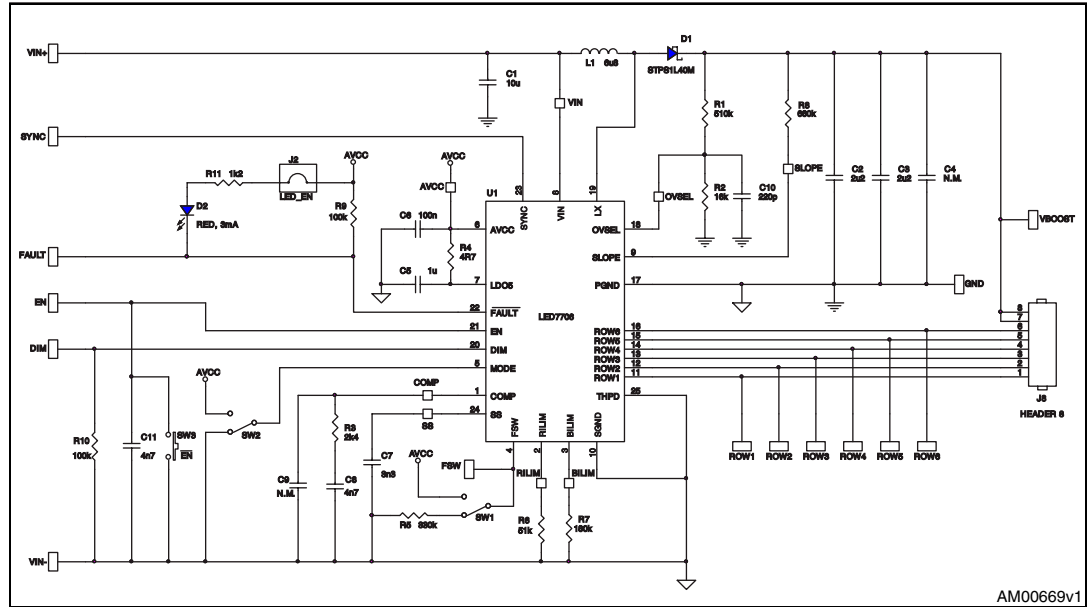 VIN+
C1
10u
L1 6u8
D1
STPS1L40M
VIN
R1
510k
R8
680k
SLOPE
C2
2u2
C3
2u2
C4
N.M.
SYNC
R11 1k2
J2
LED_EN
AVCC
AVCC
AVCC
D2
RED, 3mA
R9
100k
OVSEL
R2
16k
C10
220p
U1
23
SYNC
8
VIN
19
LX
C6 100n
6
AVCC
R4
4R7
C5 1u
7
LDO5
OVSEL
18
SLOPE
9
PGND
17
VBOOST
GND
FAULT
22
FAULT
LED7706
EN
21
EN
DIM
20
DIM
5
MODE
ROW6
16
ROW5
15
ROW4
14
ROW3
13
ROW2
12
ROW1
11
THPD
25
8
7
6
5
4
3
2
1
J8
HEADER 8
AVCC
SW2
COMP
1
COMP
24
SS
SS
FSW
4
RILIM
2
BILIM
3
SGND
10
R10
100k
C11
4n7
SW3
EN
R3
2k4
C9
N.M.
C8
4n7
C7
3n3
AVCC
FSW
SW1
R5 330k
RILIM
R6
51k
BILIM
R7
160k
ROW1
ROW2
ROW3
ROW4
ROW5
ROW6
VIN-
AM00669v1